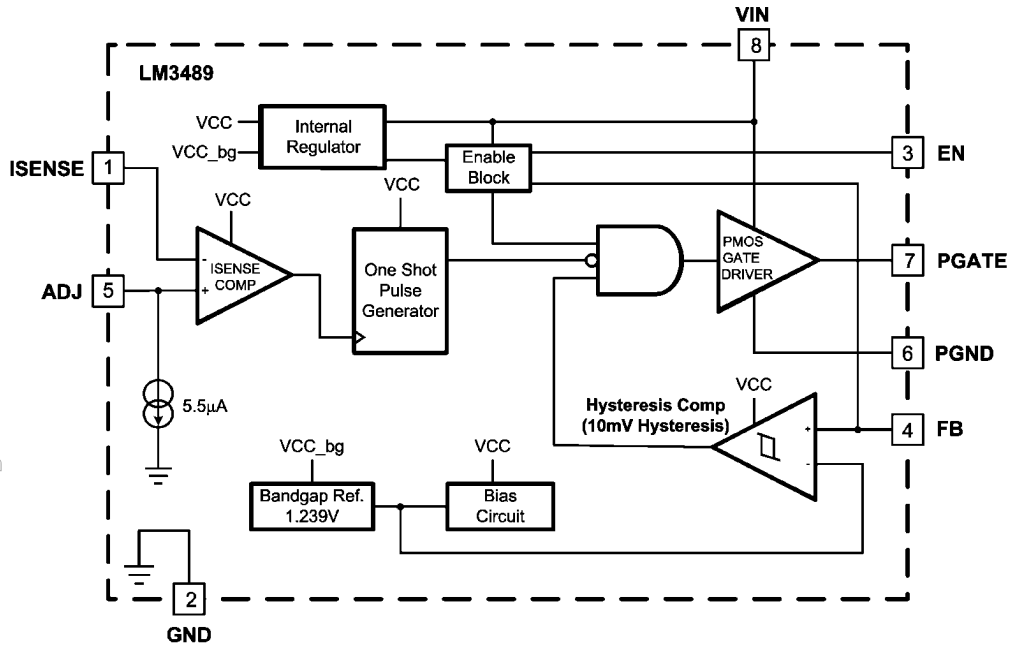 VIN
8
LM3489
VCC
VCC_bg
Internal
Regulator
Enable
Block
3
EN
ISENSE
1
VCC
VCC
-
ISENSE
COMP
+
One Shot
Pulse
Generator
PMOS
GATE
DRIVER
7
PGATE
ADJ
5
6
PGND
5.5µA
Hysteresis Comp
(10mV Hysteresis)
VCC
+
-
4
FB
VCC_bg
VCC
Bandgap Ref.
1.239V
Bias
Circuit
2
GND